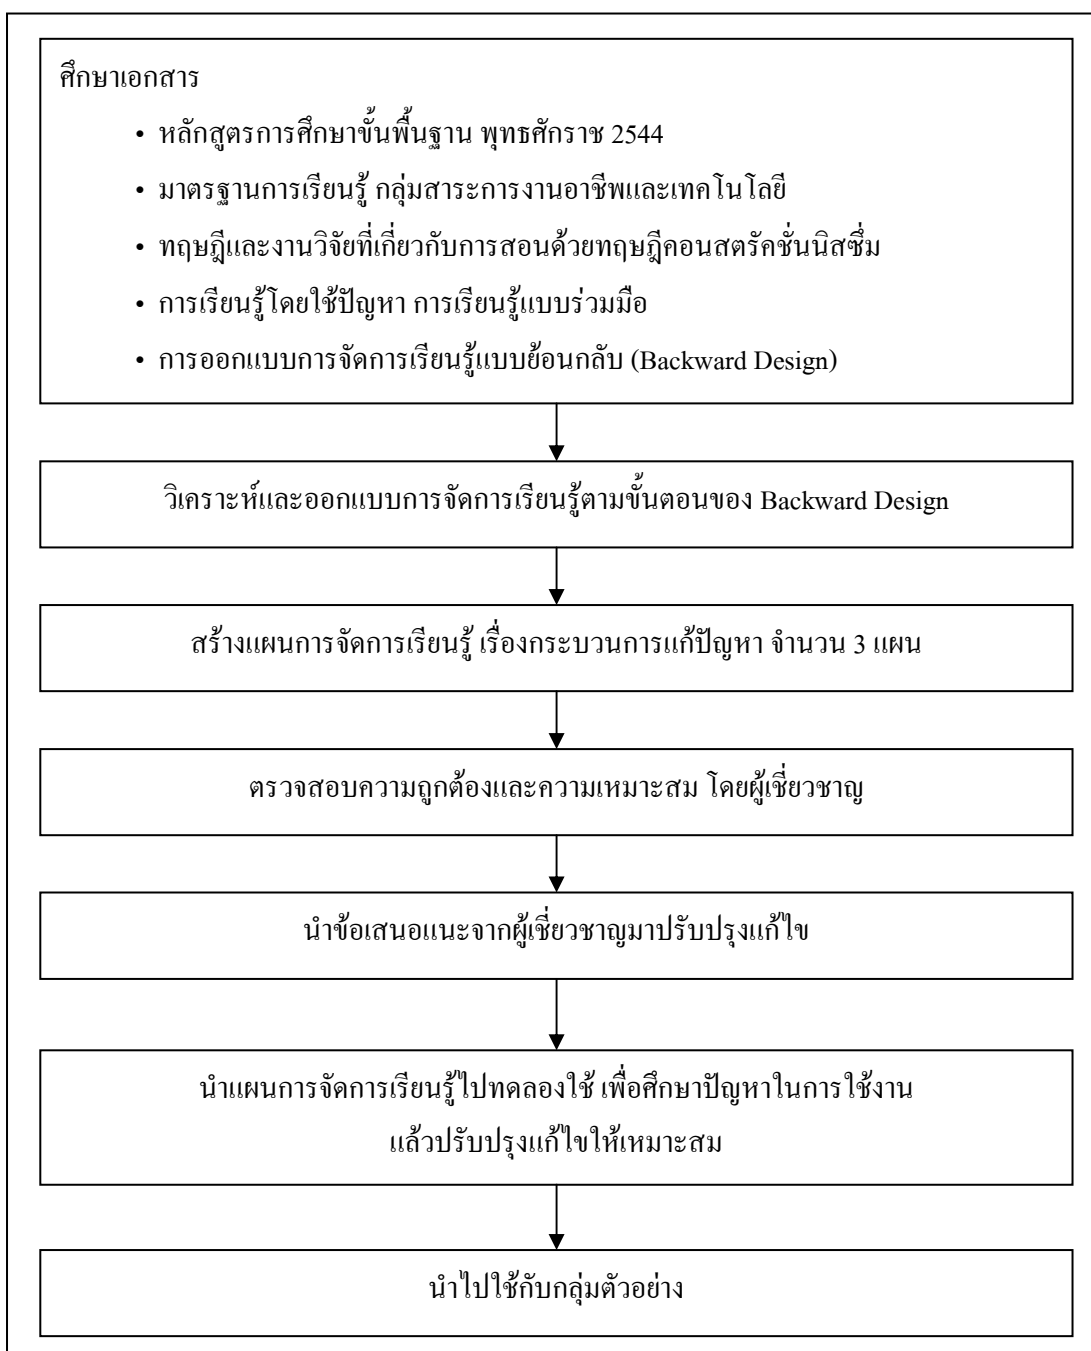 ศึกษาเอกสาร
• หลักสูตรการศึกษาขั้นพื้นฐาน พุทธศักราช 2544
• มาตรฐานการเรียนรู้ กลุ่มสาระการงานอาชีพและเทคโนโลยี
• ทฤษฎีและงานวิจัยที่เกี่ยวกับการสอนด้วยทฤษฎีคอนสตรัคชั่นนิสซึ่ม
• การเรียนรู้โดยใช้ปัญหา การเรียนรู้แบบร่วมมือ
• การออกแบบการจัดการเรียนรู้แบบย้อนกลับ (Backward Design)
วิเคราะห์และออกแบบการจัดการเรียนรู้ตามขั้นตอนของ Backward Design
สร้างแผนการจัดการเรียนรู้ เรื่องกระบวนการแก้ปัญหา จำนวน 3 แผน
ตรวจสอบความถูกต้องและความเหมาะสม โดยผู้เชี่ยวชาญ
นำข้อเสนอแนะจากผู้เชี่ยวชาญมาปรับปรุงแก้ไข
นำแผนการจัดการเรียนรู้ไปทดลองใช้ เพื่อศึกษาปัญหาในการใช้งาน
แล้วปรับปรุงแก้ไขให้เหมาะสม
นำไปใช้กับกลุ่มตัวอย่าง